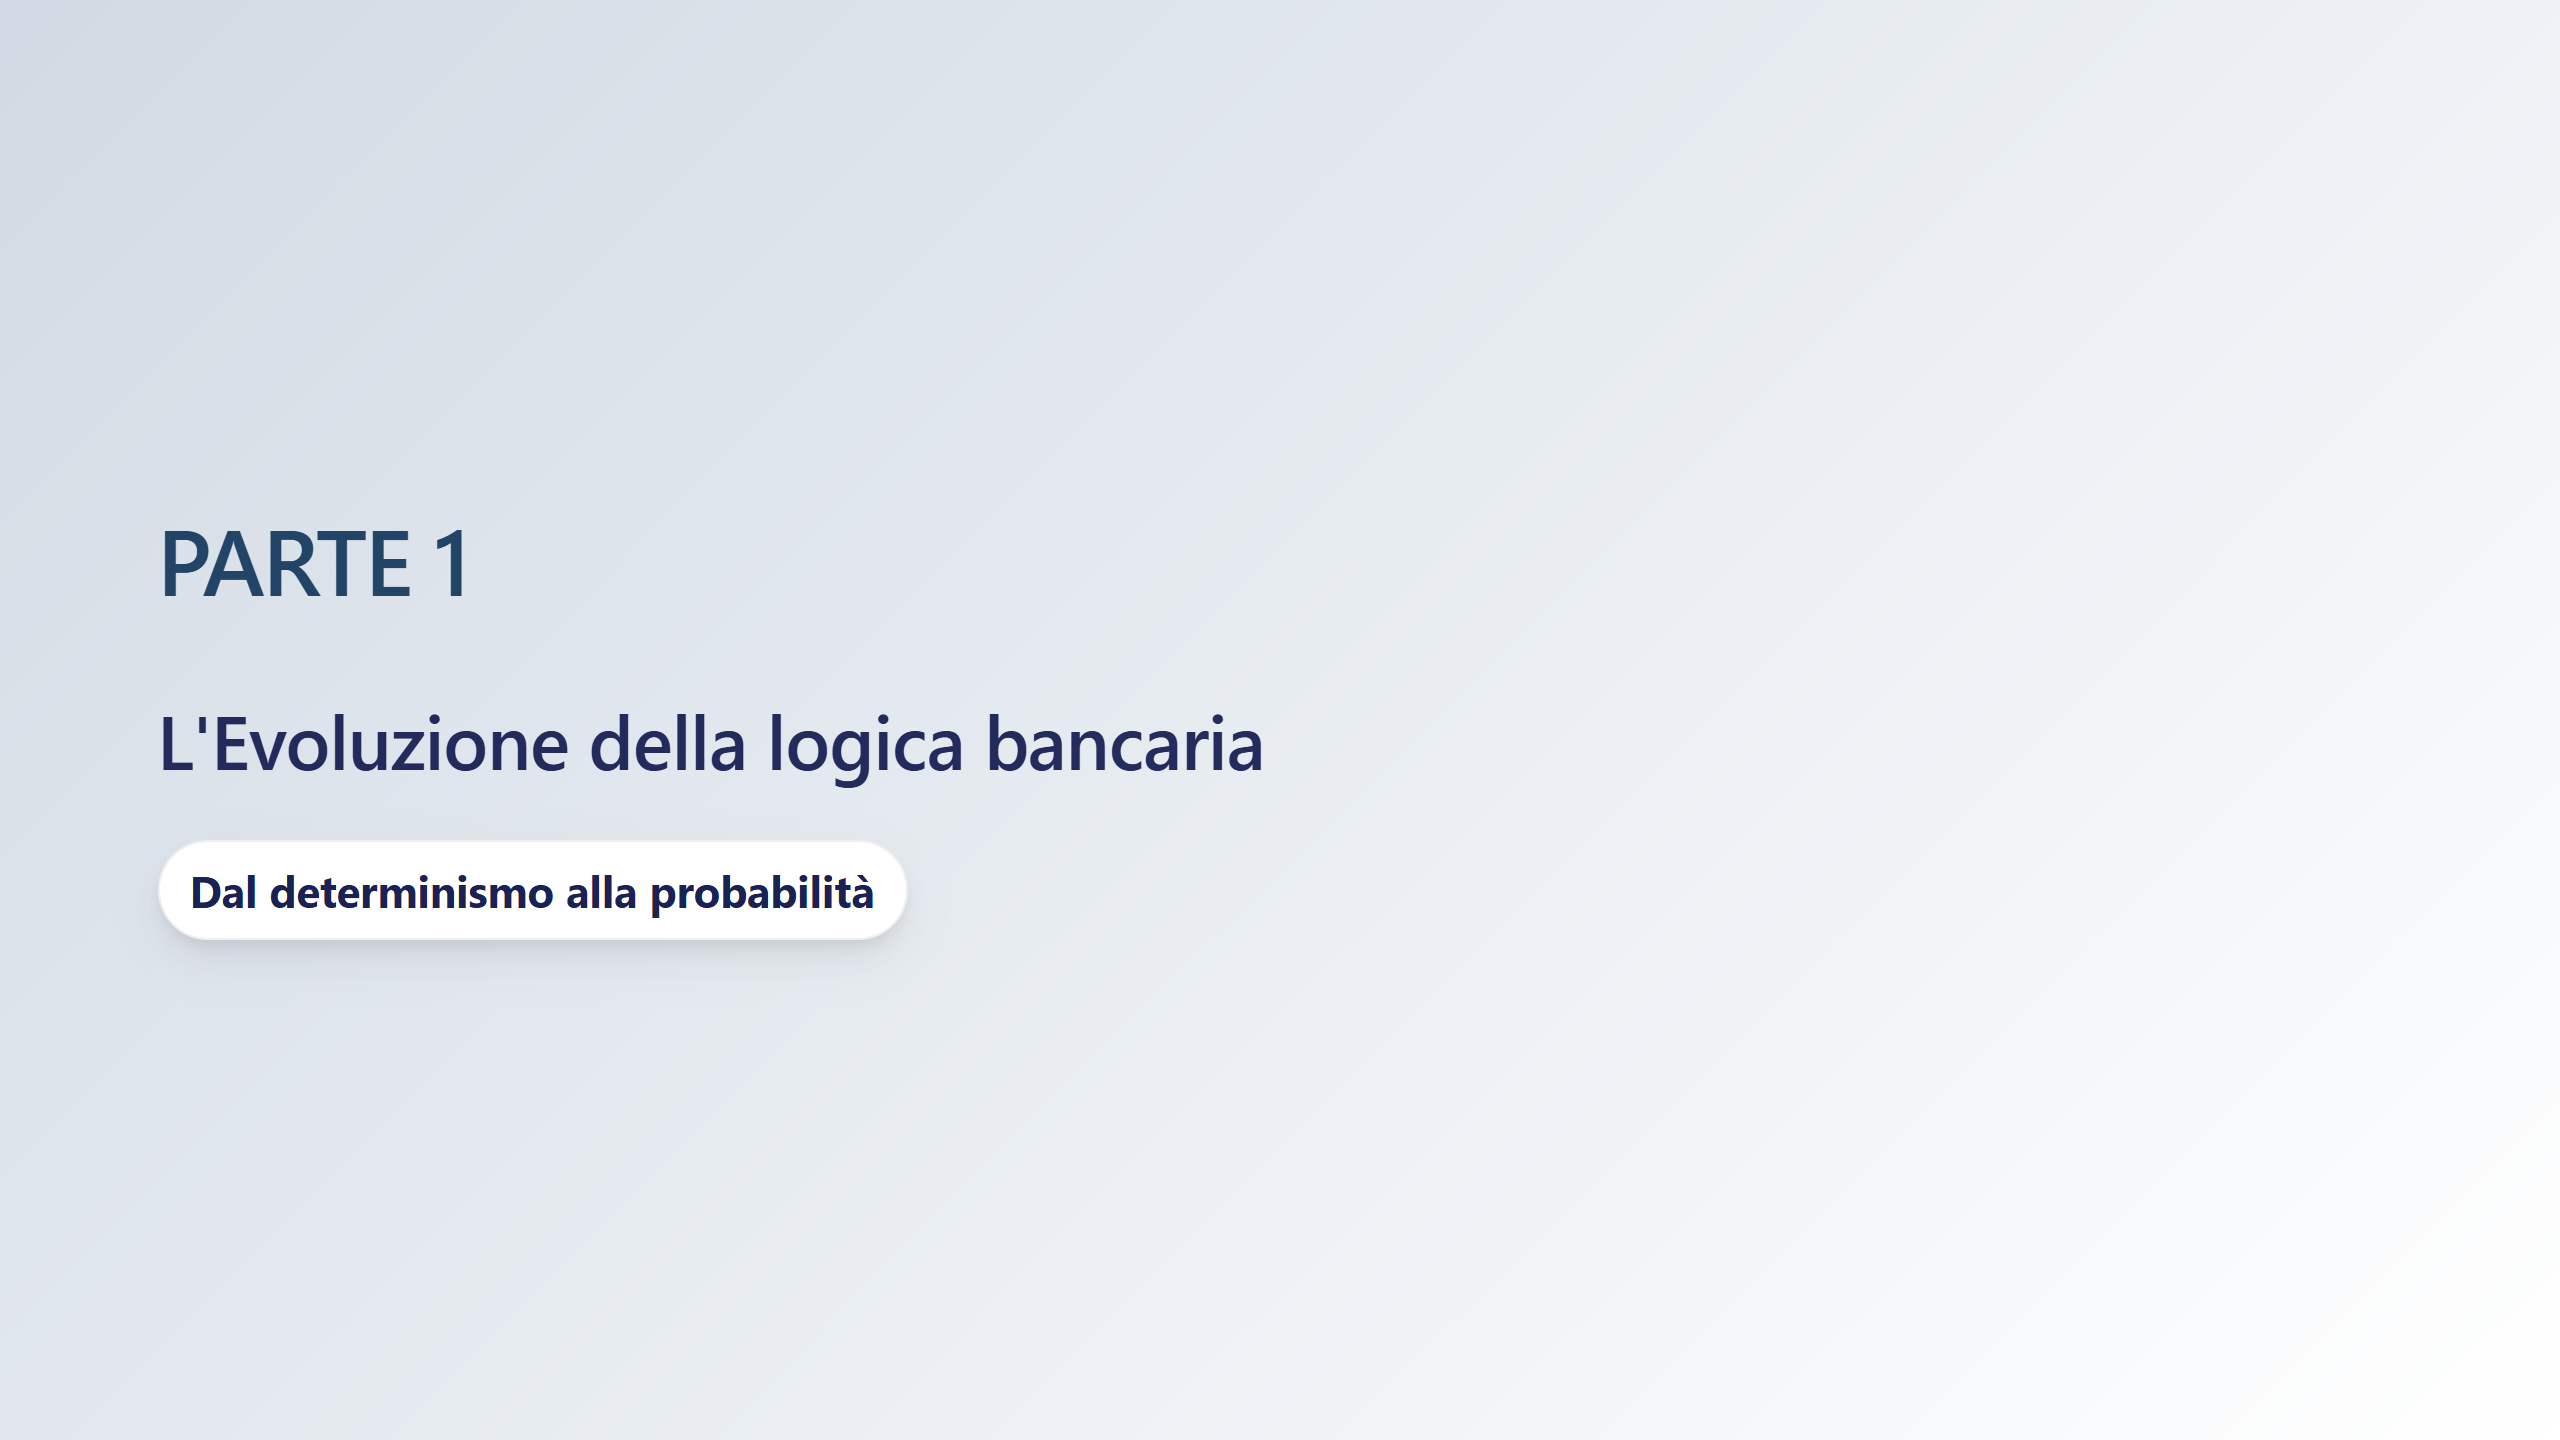 PARTE 1
L'Evoluzione della logica bancaria
Dal determinismo alla probabilità